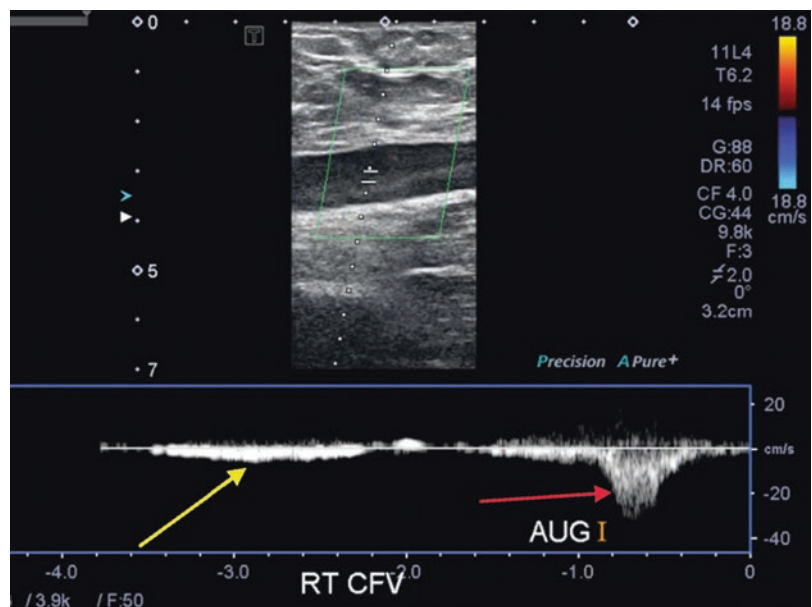 0
T
18.8
11L4
T6.2
14 fps
G:88
DR:60
CF 4.0
CG:44
9.8k
F:3
2.0
0°
3.2cm
18.8
cm/s
5
7
Precision APure+
20
cm/s
-20
-40
AUG I
-4.0 -3.0 -2.0 -1.0 0
RT CFV
/ 3.9k / F:50